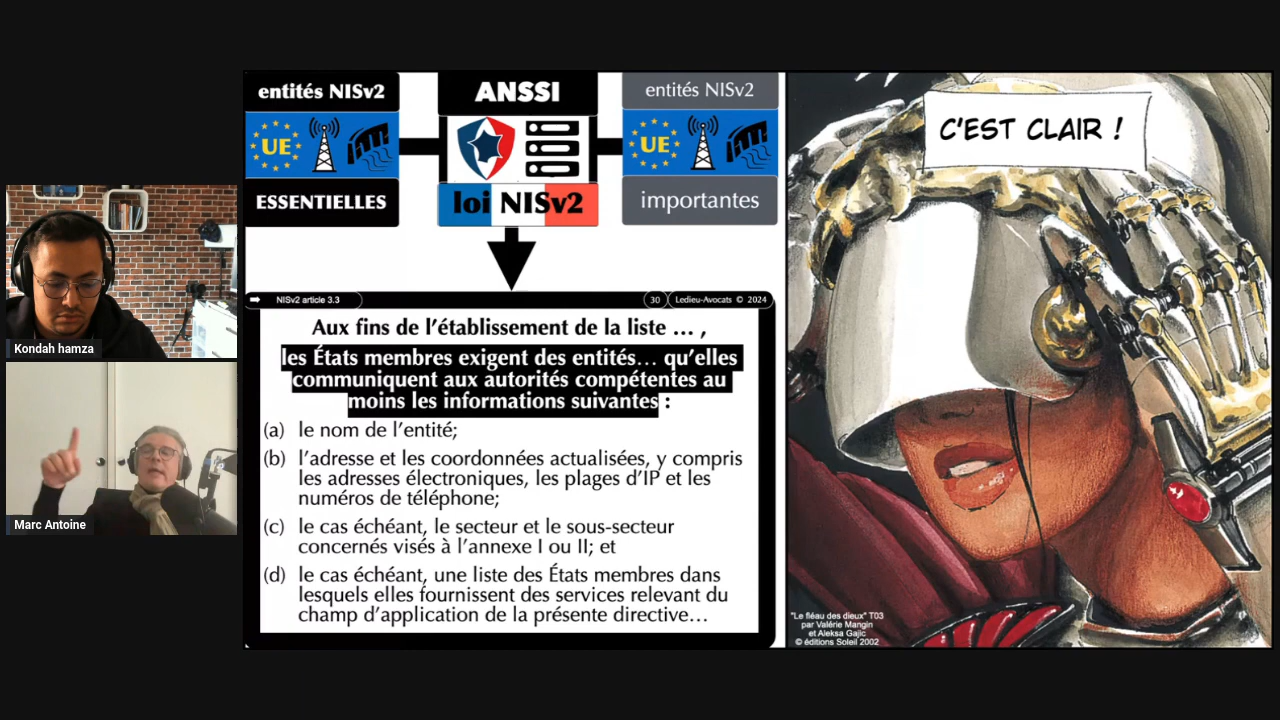 Kondah hamza
Marc Antoine
entités NISv2
UE
ESSENTIELLES
ANSSI
loi NISv2
entités NISv2
UE
importantes
NISv2 article 3.3
30
Ledieu-Avocats © 2024
Aux fins de l'établissement de la liste … ,
les États membres exigent des entités… qu'elles
communiquent aux autorités compétentes au
moins les informations suivantes :
(a) le nom de l'entité;
(b) l'adresse et les coordonnées actualisées, y compris
les adresses électroniques, les plages d'IP et les
numéros de téléphone;
(c) le cas échéant, le secteur et le sous-secteur
concernés visés à l'annexe I ou II; et
(d) le cas échéant, une liste des États membres dans
lesquels elles fournissent des services relevant du
champ d'application de la présente directive…
C'EST CLAIR !
"Le fléau des dieux" T03
par Valérie Mangin
et Aleksa Gajic
© éditions Soleil 2002